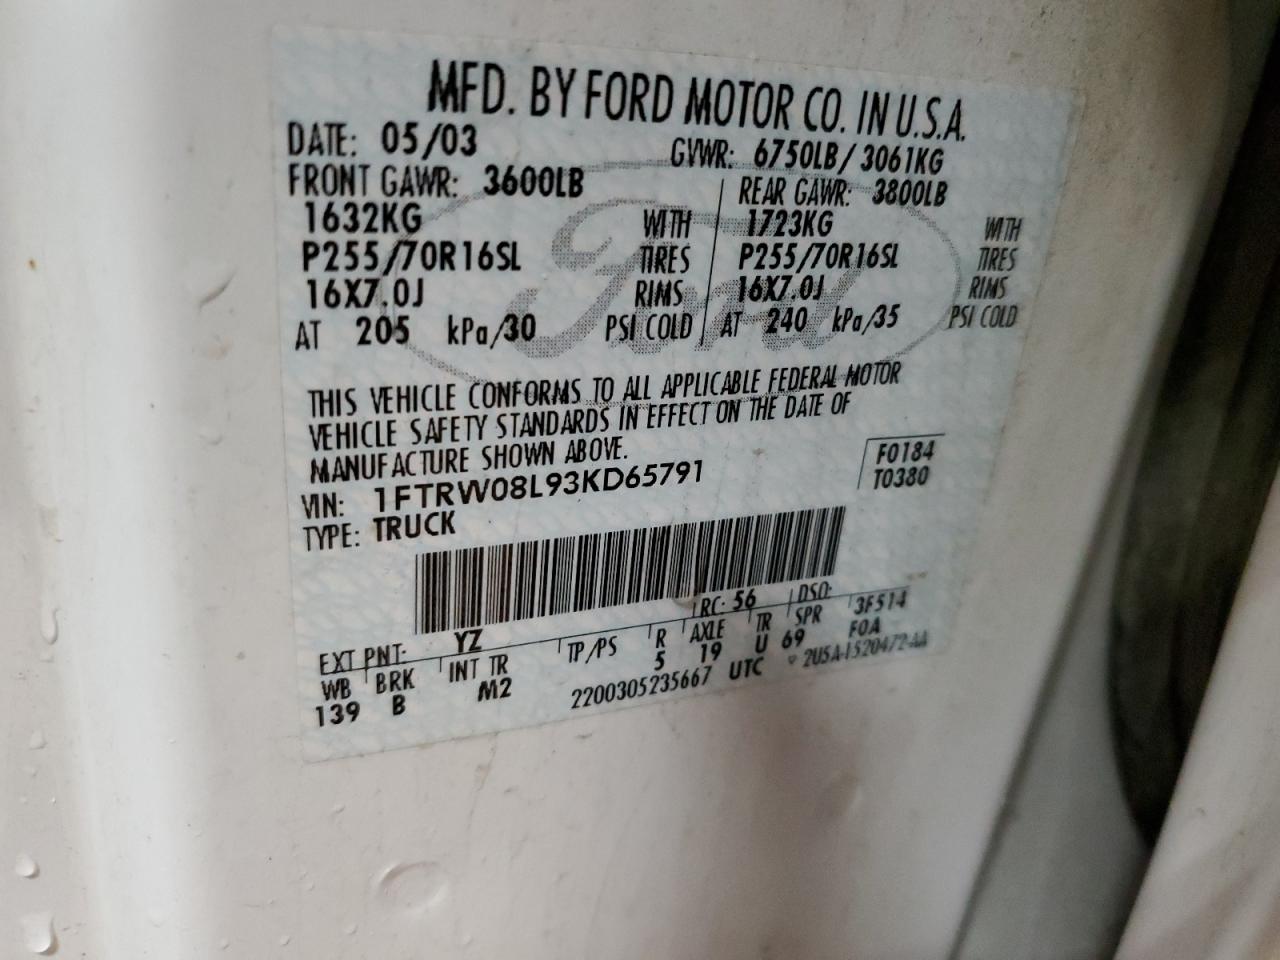 MFD. BY FORD MOTOR CO. IN U.S.A.
DATE: 05/03 GVWR: 6750LB/3061KG
FRONT GAWR: 3600LB REAR GAWR: 3800LB
1632KG WITH 1723KG WITH
P255/70R16SL TIRES P255/70R16SL TIRES
16X7.0J RIMS 16X7.0J RIMS
AT 205 kPa/30 PSI COLD AT 240 kPa/35 PSI COLD
Ford
THIS VEHICLE CONFORMS TO ALL APPLICABLE FEDERAL MOTOR
VEHICLE SAFETY STANDARDS IN EFFECT ON THE DATE OF
MANUFACTURE SHOWN ABOVE.
VIN: 1FTRW08L93KD65791 F0184
TYPE: TRUCK T0380
EXT PNT: YZ RC: 56 DSO:
WB BRK INT TR TP/PS R AXLE TR SPR 3F514
139 B M2 5 19 U 69 F0A
2200305235667 UTC 2U5A-1520472-AA